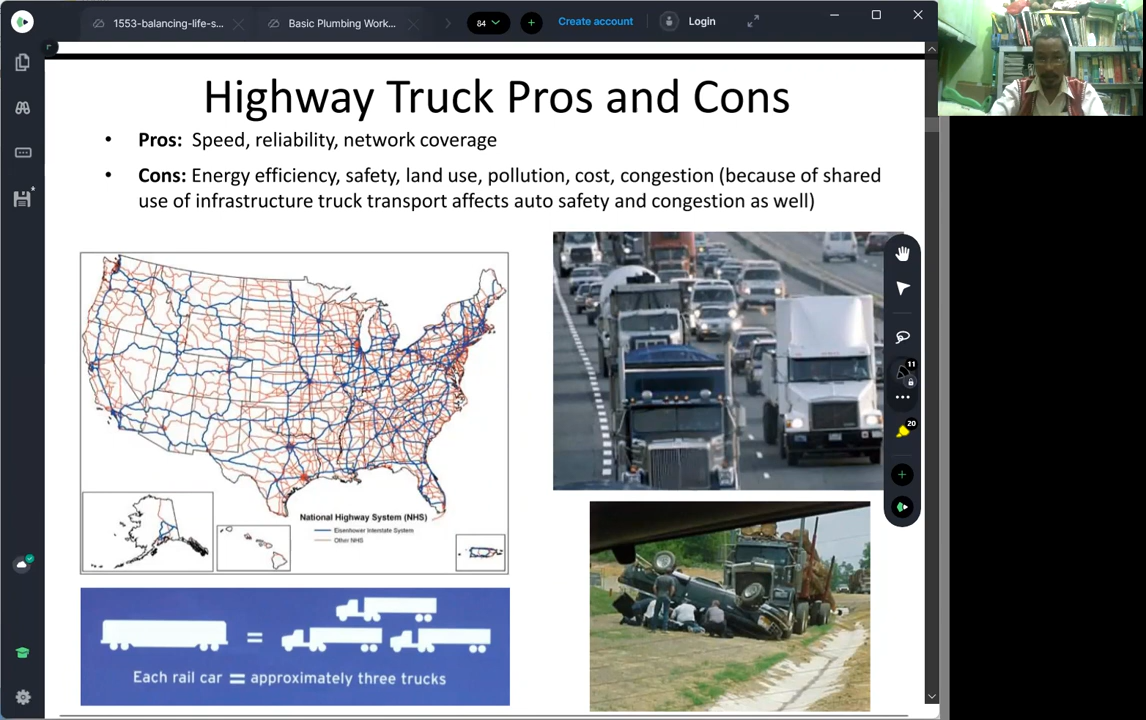 1553-balancing-life-s...
Basic Plumbing Work...
84
Create account
Login
Highway Truck Pros and Cons
• Pros: Speed, reliability, network coverage
• Cons: Energy efficiency, safety, land use, pollution, cost, congestion (because of shared
use of infrastructure truck transport affects auto safety and congestion as well)
National Highway System (NHS)
Eisenhower Interstate System
Other NHS
11
20
Each rail car = approximately three trucks